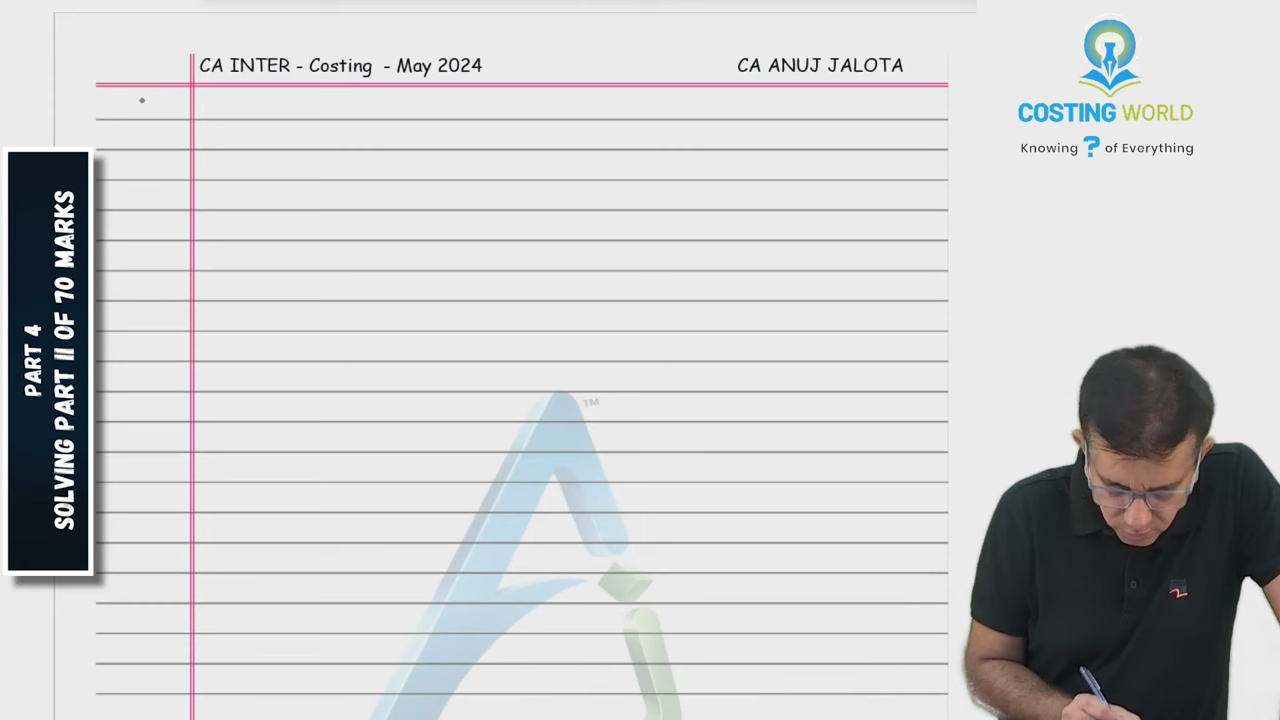 CA INTER - Costing - May 2024
CA ANUJ JALOTA
COSTING WORLD
Knowing ? of Everything
PART 4
SOLVING PART II OF 70 MARKS
TM